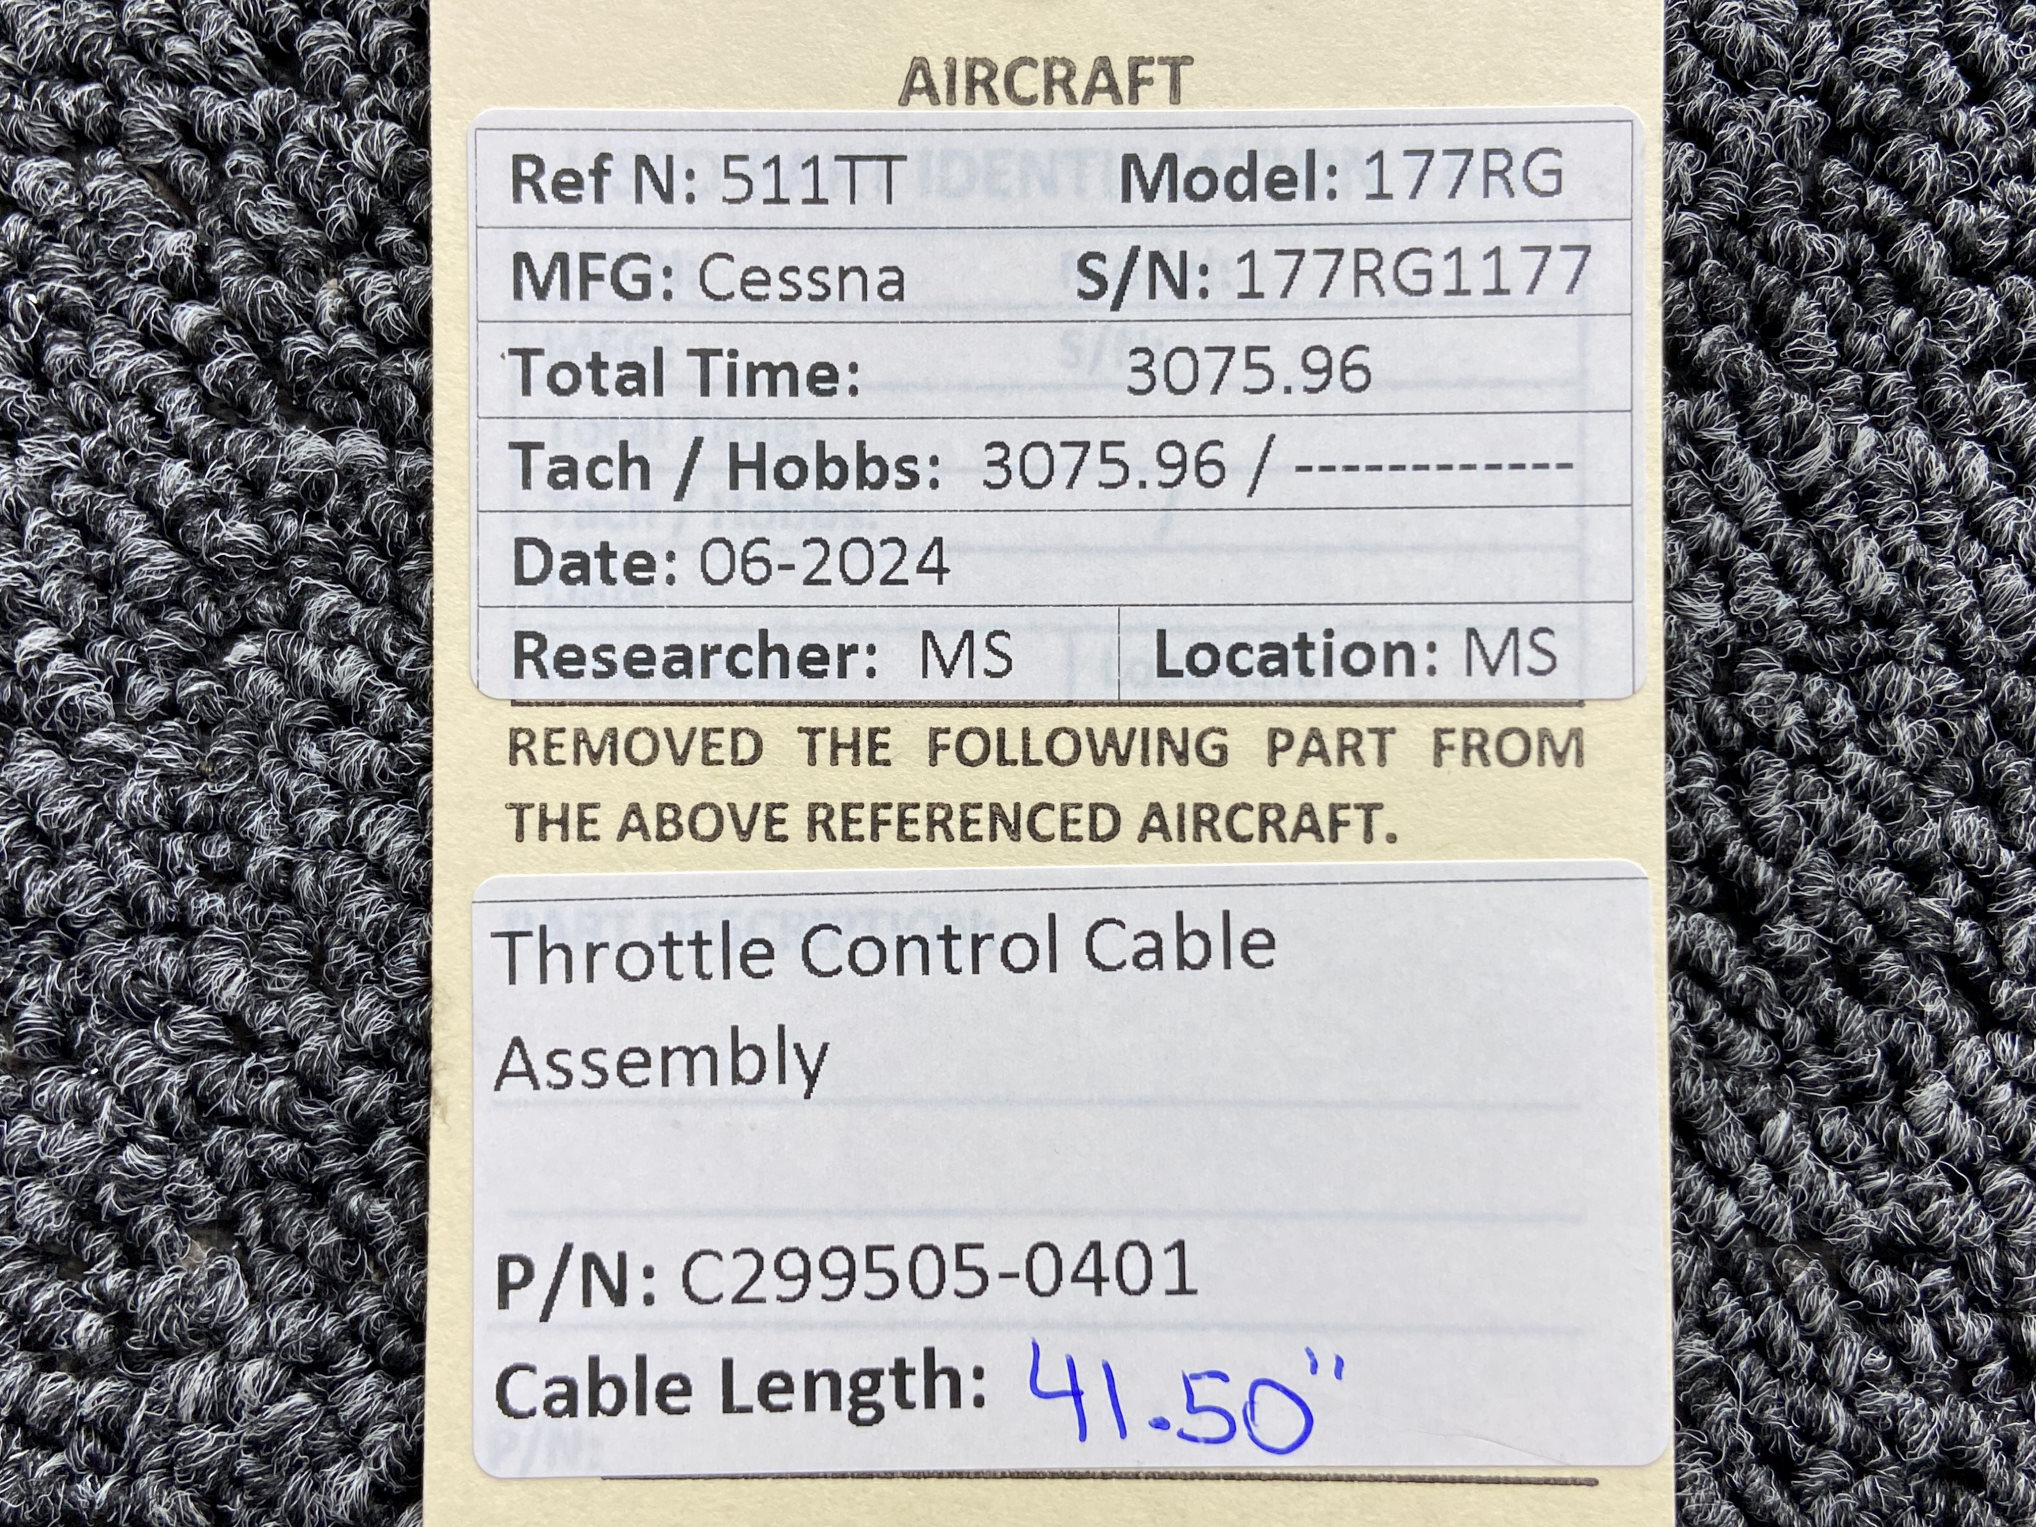 AIRCRAFT
Ref N: 511TT Model: 177RG
MFG: Cessna S/N: 177RG1177
Total Time: 3075.96
Tach / Hobbs: 3075.96 / ------------
Date: 06-2024
Researcher: MS Location: MS
REMOVED THE FOLLOWING PART FROM
THE ABOVE REFERENCED AIRCRAFT.
PART DESCRIPTION:
Throttle Control Cable
Assembly
P/N: C299505-0401
Cable Length: 41.50"
P/N: